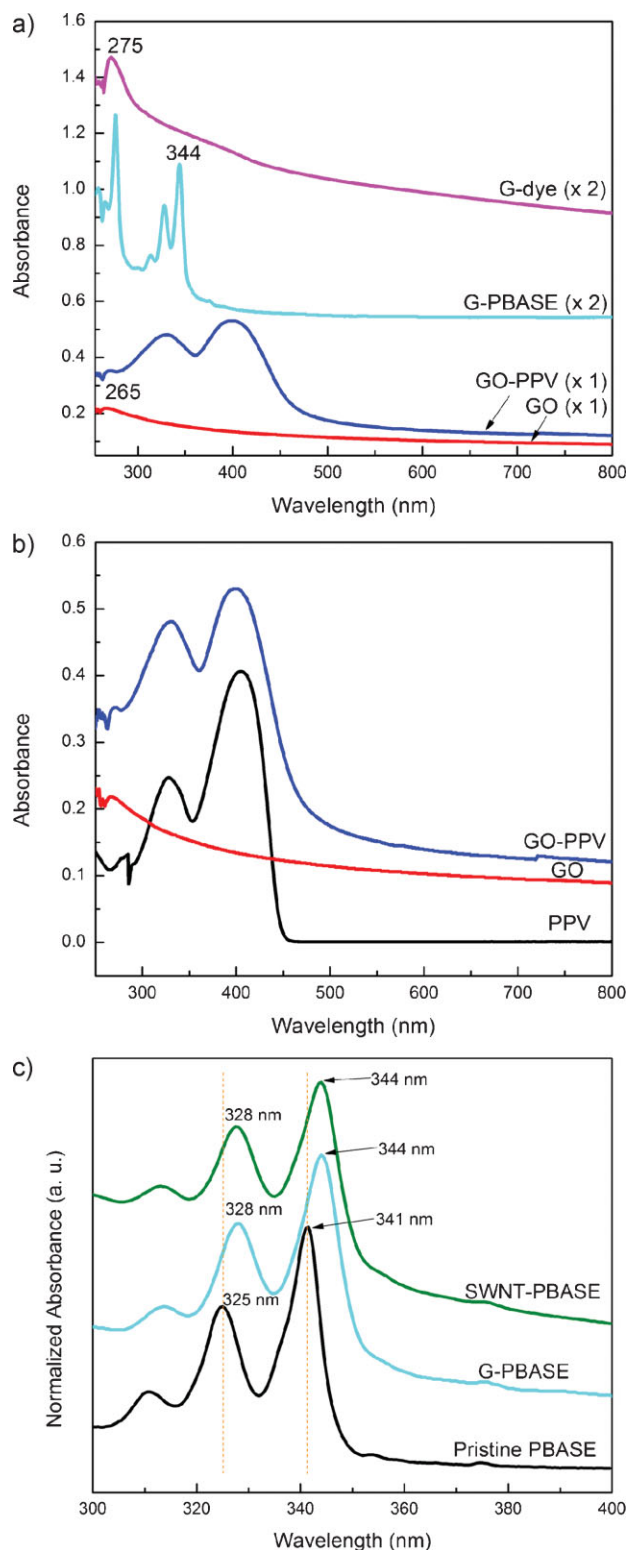 a)
1.6
1.4
1.2
1.0
0.8
0.6
0.4
0.2
Absorbance
275
344
265
G-dye (x 2)
G-PBASE (x 2)
GO-PPV (x 1)
GO (x 1)
300 400 500 600 700 800
Wavelength (nm)
b)
0.6
0.5
0.4
0.3
0.2
0.1
0.0
Absorbance
GO-PPV
GO
PPV
300 400 500 600 700 800
Wavelength (nm)
c)
Normalized Absorbance (a. u.)
344 nm
328 nm
344 nm
328 nm
341 nm
325 nm
SWNT-PBASE
G-PBASE
Pristine PBASE
300 320 340 360 380 400
Wavelength (nm)